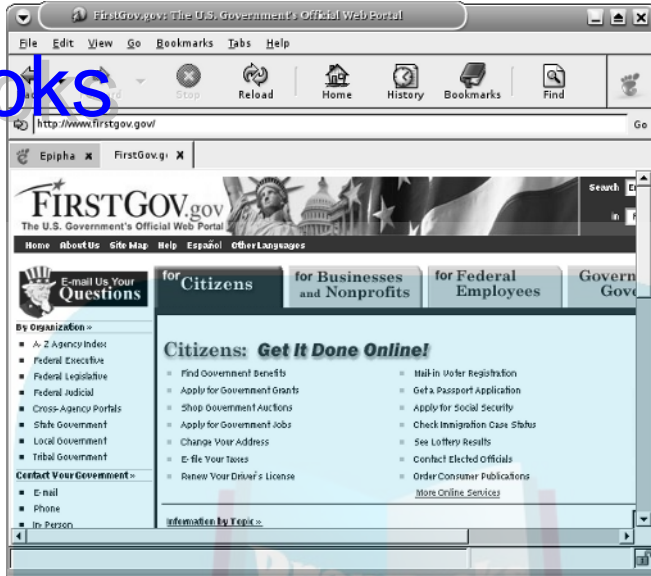 FirstGov.gov: The U.S. Government's Official Web Portal
File Edit View Go Bookmarks Tabs Help
oks
Stop Reload Home History Bookmarks Find
http://www.firstgov.gov/ Go
Epipha FirstGov.g
FIRSTGOV.gov
The U.S. Government's Official Web Portal
Search
in
Home About Us Site Map Help Español Other Languages
E-mail Us Your
Questions
for Citizens
for Businesses
and Nonprofits
for Federal
Employees
Govern
Gove
By Organization »
A-Z Agency Index
Federal Executive
Federal Legislative
Federal Judicial
Cross-Agency Portals
State Government
Local Government
Tribal Government
Contact Your Government »
E-mail
Phone
In-Person
Citizens: Get It Done Online!
Find Government Benefits
Apply for Government Grants
Shop Government Auctions
Apply for Government Jobs
Change Your Address
E-file Your Taxes
Renew Your Driver's License
Mail-in Voter Registration
Get a Passport Application
Apply for Social Security
Check Immigration Case Status
See Lottery Results
Contact Elected Officials
Order Consumer Publications
More Online Services
Information by Topic »